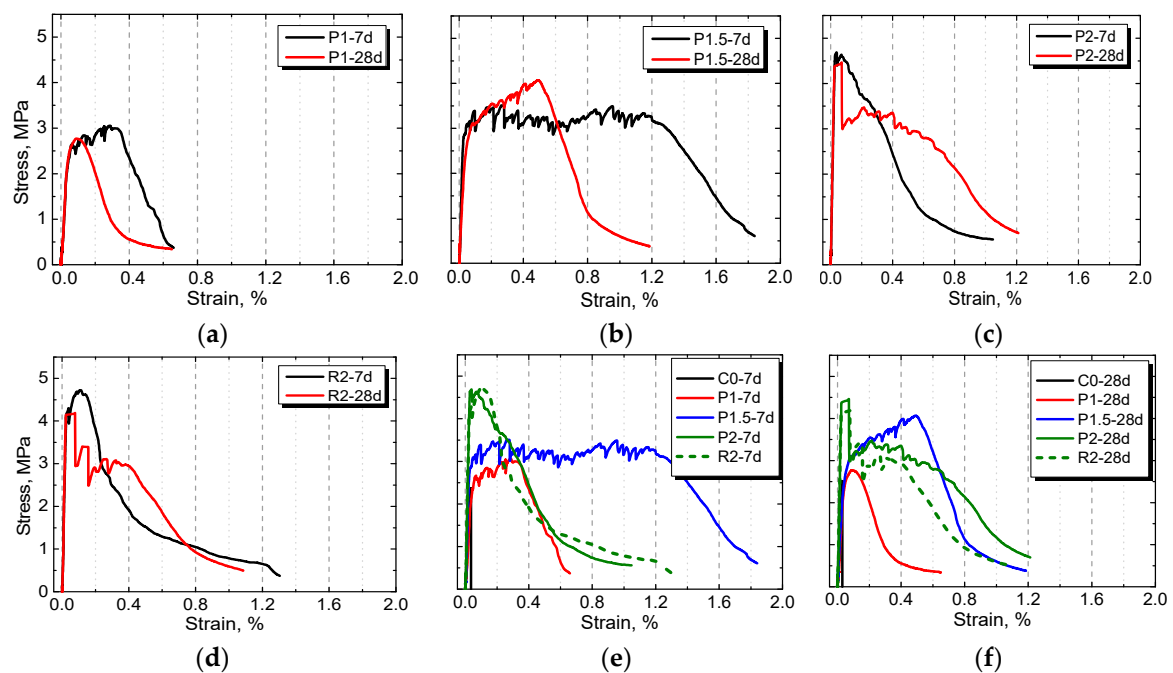 P1-7d
P1-28d
P1.5-7d
P1.5-28d
P2-7d
P2-28d
Stress, MPa
5
4
3
2
1
0
0.0 0.4 0.8 1.2 1.6 2.0
0.0 0.4 0.8 1.2 1.6 2.0
0.0 0.4 0.8 1.2 1.6 2.0
Strain, %
Strain, %
Strain, %
(a)
(b)
(c)
R2-7d
R2-28d
C0-7d
P1-7d
P1.5-7d
P2-7d
R2-7d
C0-28d
P1-28d
P1.5-28d
P2-28d
R2-28d
Stress, MPa
5
4
3
2
1
0
0.0 0.4 0.8 1.2 1.6 2.0
0.0 0.4 0.8 1.2 1.6 2.0
0.0 0.4 0.8 1.2 1.6 2.0
Strain, %
Strain, %
Strain, %
(d)
(e)
(f)